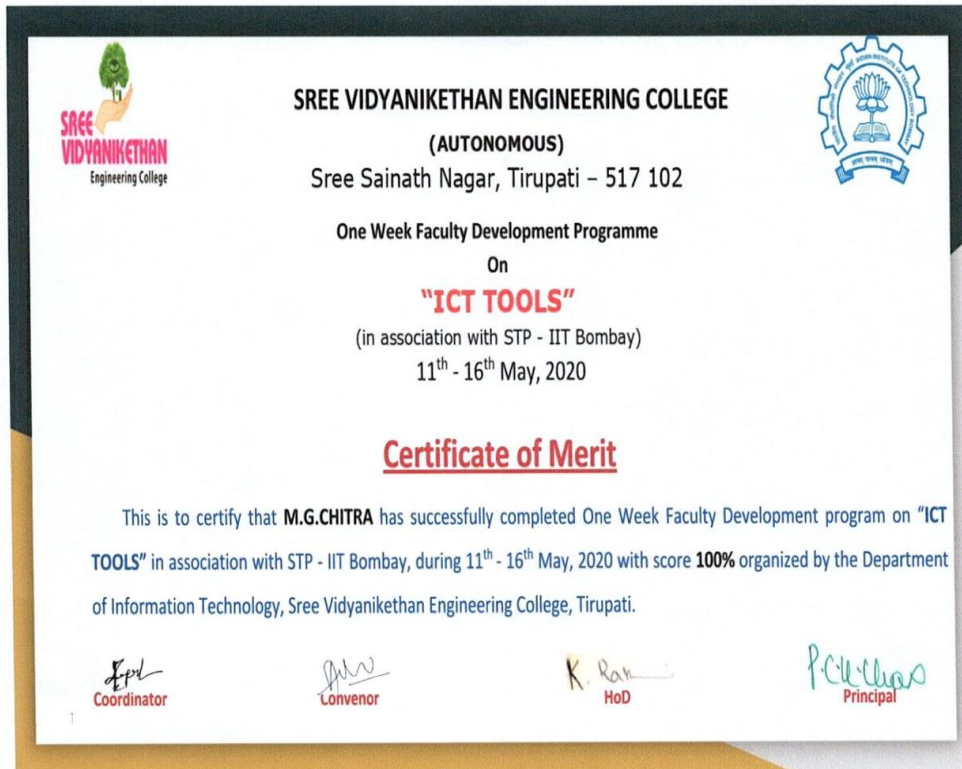 SREE
VIDYANIKETHAN
Engineering College
SREE VIDYANIKETHAN ENGINEERING COLLEGE
(AUTONOMOUS)
Sree Sainath Nagar, Tirupati – 517 102
One Week Faculty Development Programme
On
"ICT TOOLS"
(in association with STP - IIT Bombay)
11th - 16th May, 2020
Certificate of Merit
This is to certify that M.G.CHITRA has successfully completed One Week Faculty Development program on "ICT
TOOLS" in association with STP - IIT Bombay, during 11th - 16th May, 2020 with score 100% organized by the Department
of Information Technology, Sree Vidyanikethan Engineering College, Tirupati.
K. Ram
Coordinator
Convenor
HoD
Principal